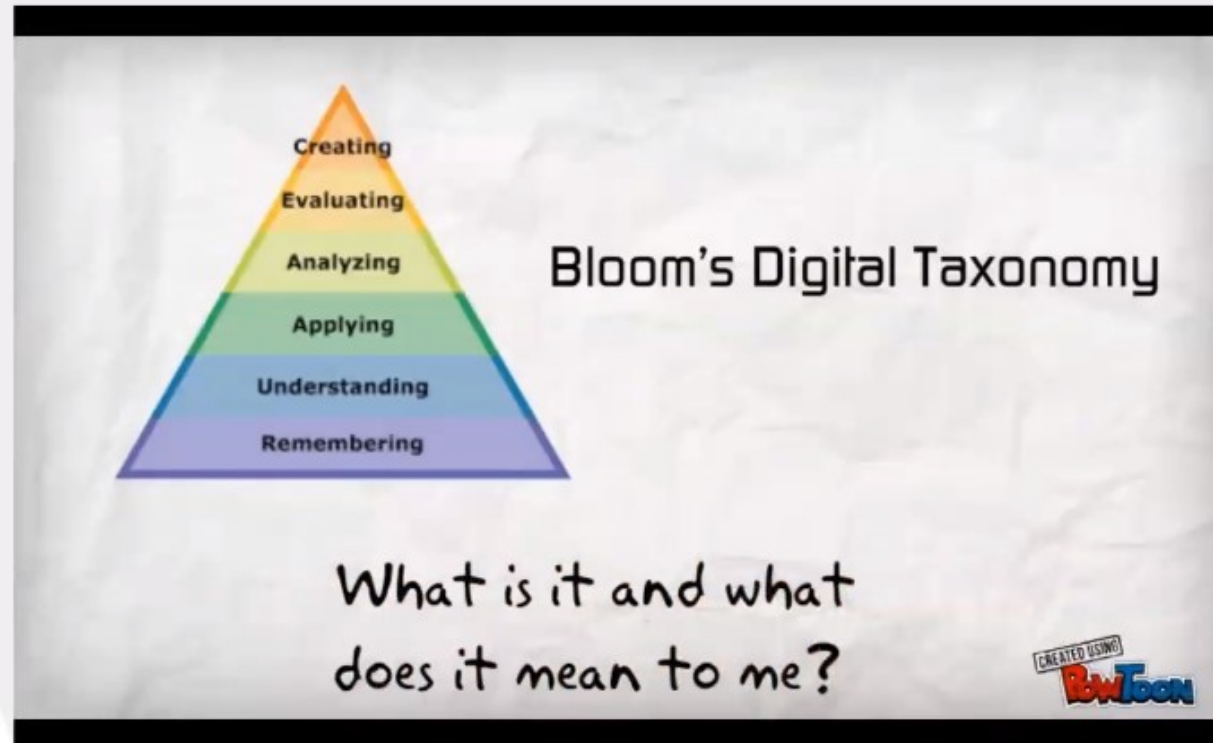 Creating
Evaluating
Analyzing
Applying
Understanding
Remembering
Bloom's Digital Taxonomy
What is it and what
does it mean to me?
CREATED USING
POWTOON